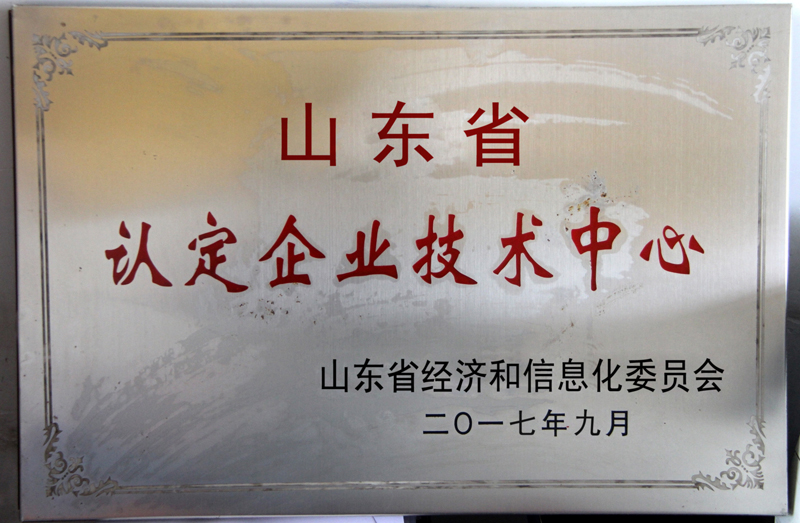 山东省
认定企业技术中心
山东省经济和信息化委员会
二〇一七年九月